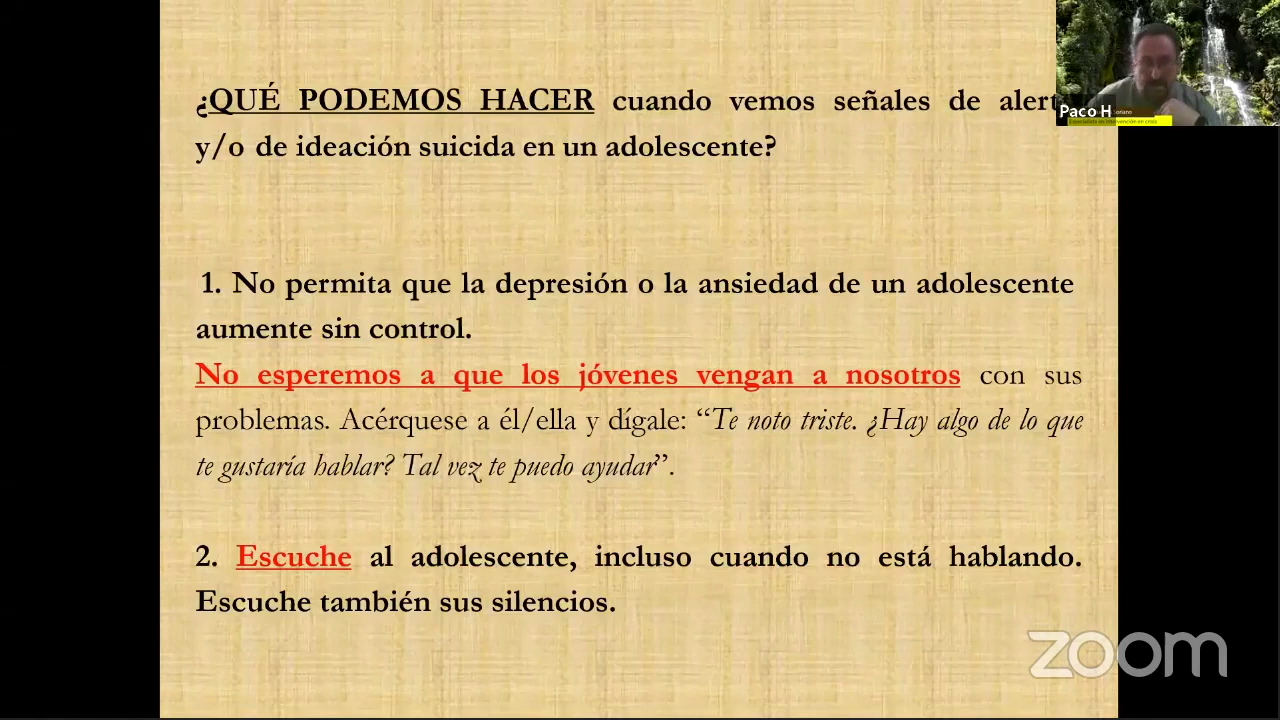 ¿QUÉ PODEMOS HACER cuando vemos señales de alert
y/o de ideación suicida en un adolescente?
1. No permita que la depresión o la ansiedad de un adolescente
aumente sin control.
No esperemos a que los jóvenes vengan a nosotros con sus
problemas. Acérquese a él/ella y dígale: “Te noto triste. ¿Hay algo de lo que
te gustaría hablar? Tal vez te puedo ayudar”.
2. Escuche al adolescente, incluso cuando no está hablando.
Escuche también sus silencios.
Paco H
zoom